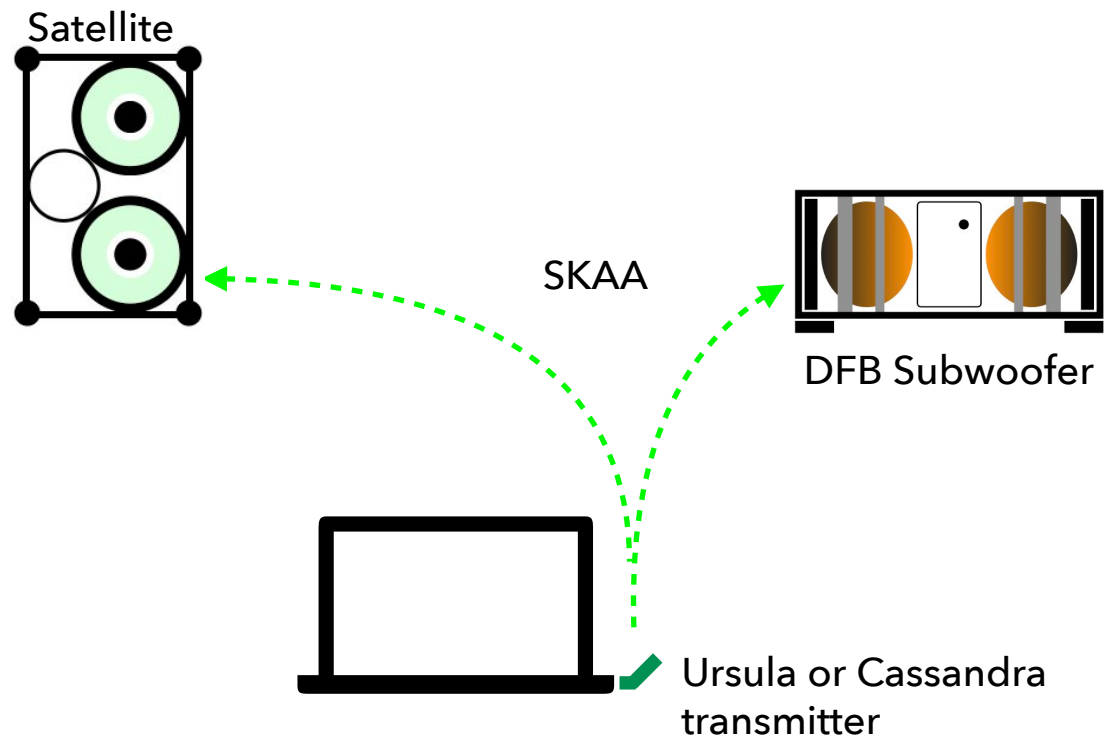 Satellite
SKAA
DFB Subwoofer
Ursula or Cassandra
transmitter